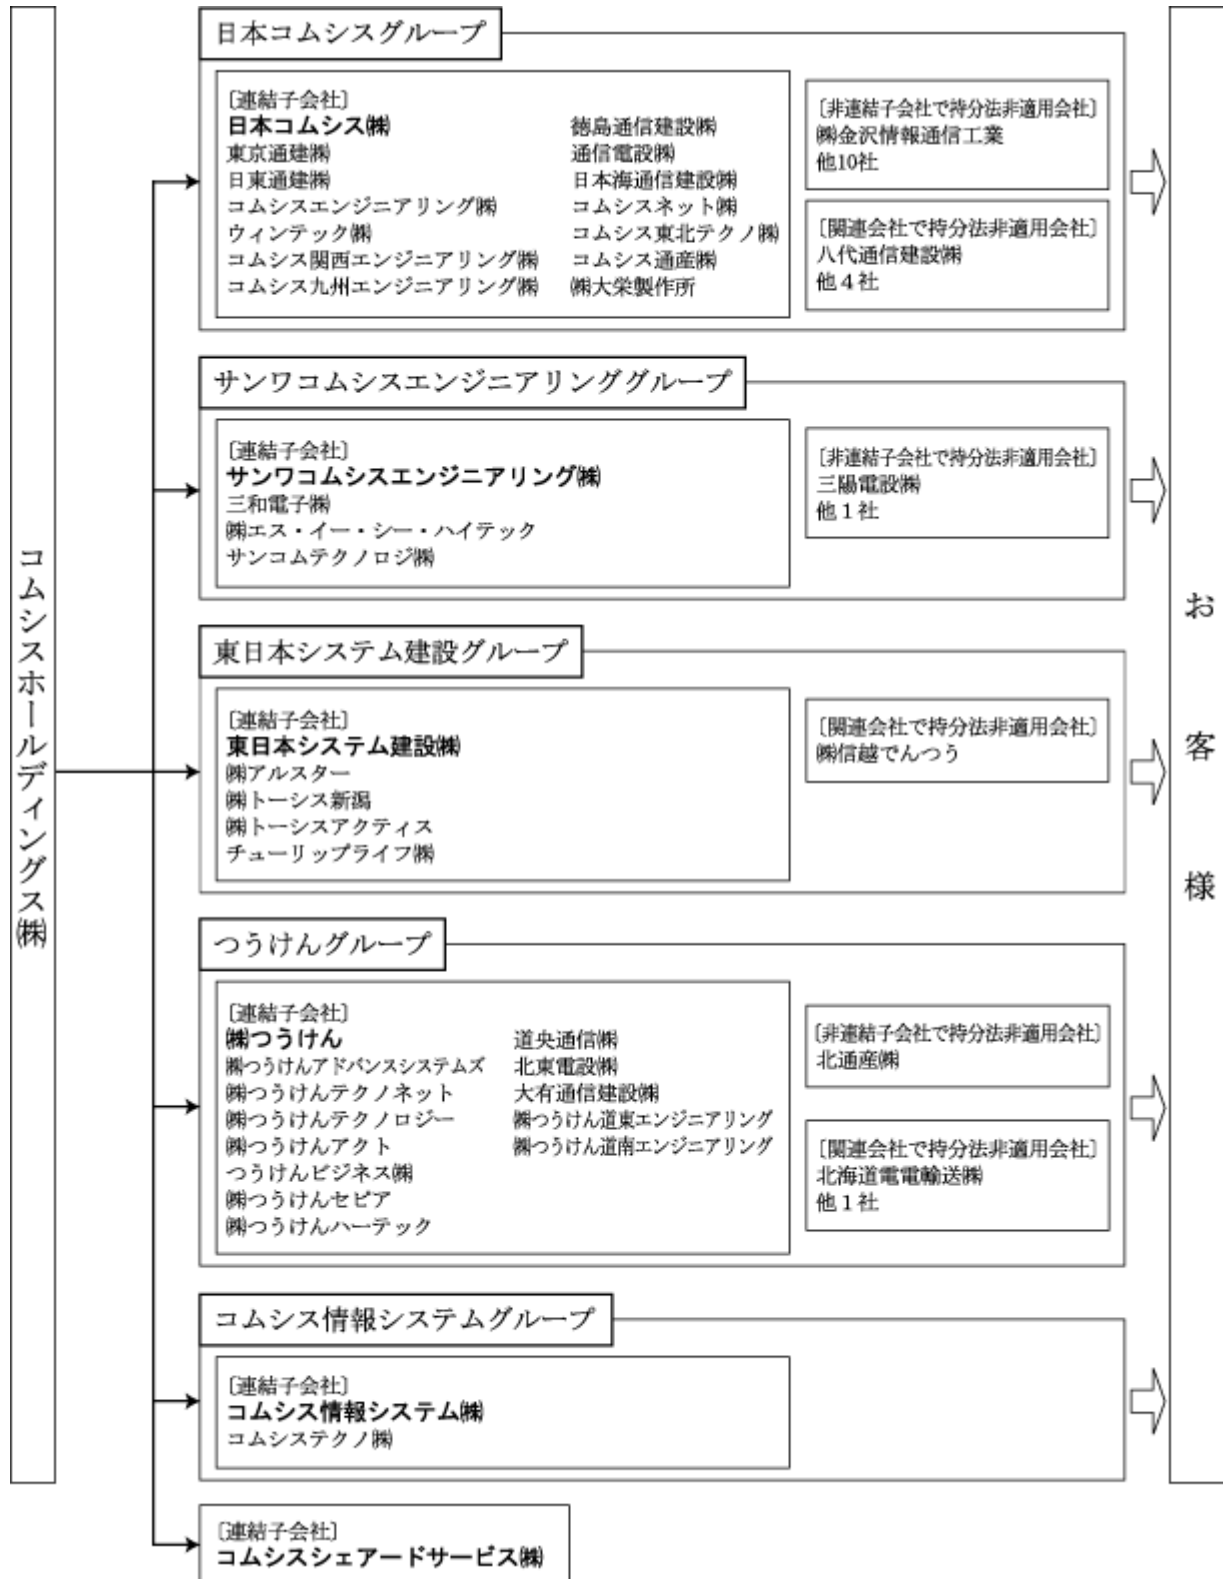 コムシスホールディングス㈱
日本コムシスグループ
〔連結子会社〕
日本コムシス㈱
東京通建㈱
日東通建㈱
コムシスエンジニアリング㈱
ウィンテック㈱
コムシス関西エンジニアリング㈱
コムシス九州エンジニアリング㈱
徳島通信建設㈱
通信電設㈱
日本海通信建設㈱
コムシスネット㈱
コムシス東北テクノ㈱
コムシス通産㈱
㈱大栄製作所
〔非連結子会社で持分法非適用会社〕
㈱金沢情報通信工業
他10社
〔関連会社で持分法非適用会社〕
八代通信建設㈱
他４社
サンワコムシスエンジニアリンググループ
〔連結子会社〕
サンワコムシスエンジニアリング㈱
三和電子㈱
㈱エス・イー・シー・ハイテック
サンコムテクノロジ㈱
〔非連結子会社で持分法非適用会社〕
三陽電設㈱
他１社
東日本システム建設グループ
〔連結子会社〕
東日本システム建設㈱
㈱アルスター
㈱トーシス新潟
㈱トーシスアクティス
チューリップライフ㈱
〔関連会社で持分法非適用会社〕
㈱信越でんつう
つうけんグループ
〔連結子会社〕
㈱つうけん
㈱つうけんアドバンスシステムズ
㈱つうけんテクノネット
㈱つうけんテクノロジー
㈱つうけんアクト
つうけんビジネス㈱
㈱つうけんセピア
㈱つうけんハーテック
道央通信㈱
北東電設㈱
大有通信建設㈱
㈱つうけん道東エンジニアリング
㈱つうけん道南エンジニアリング
〔非連結子会社で持分法非適用会社〕
北通産㈱
〔関連会社で持分法非適用会社〕
北海道電電輸送㈱
他１社
コムシス情報システムグループ
〔連結子会社〕
コムシス情報システム㈱
コムシステクノ㈱
〔連結子会社〕
コムシスシェアードサービス㈱
お客様